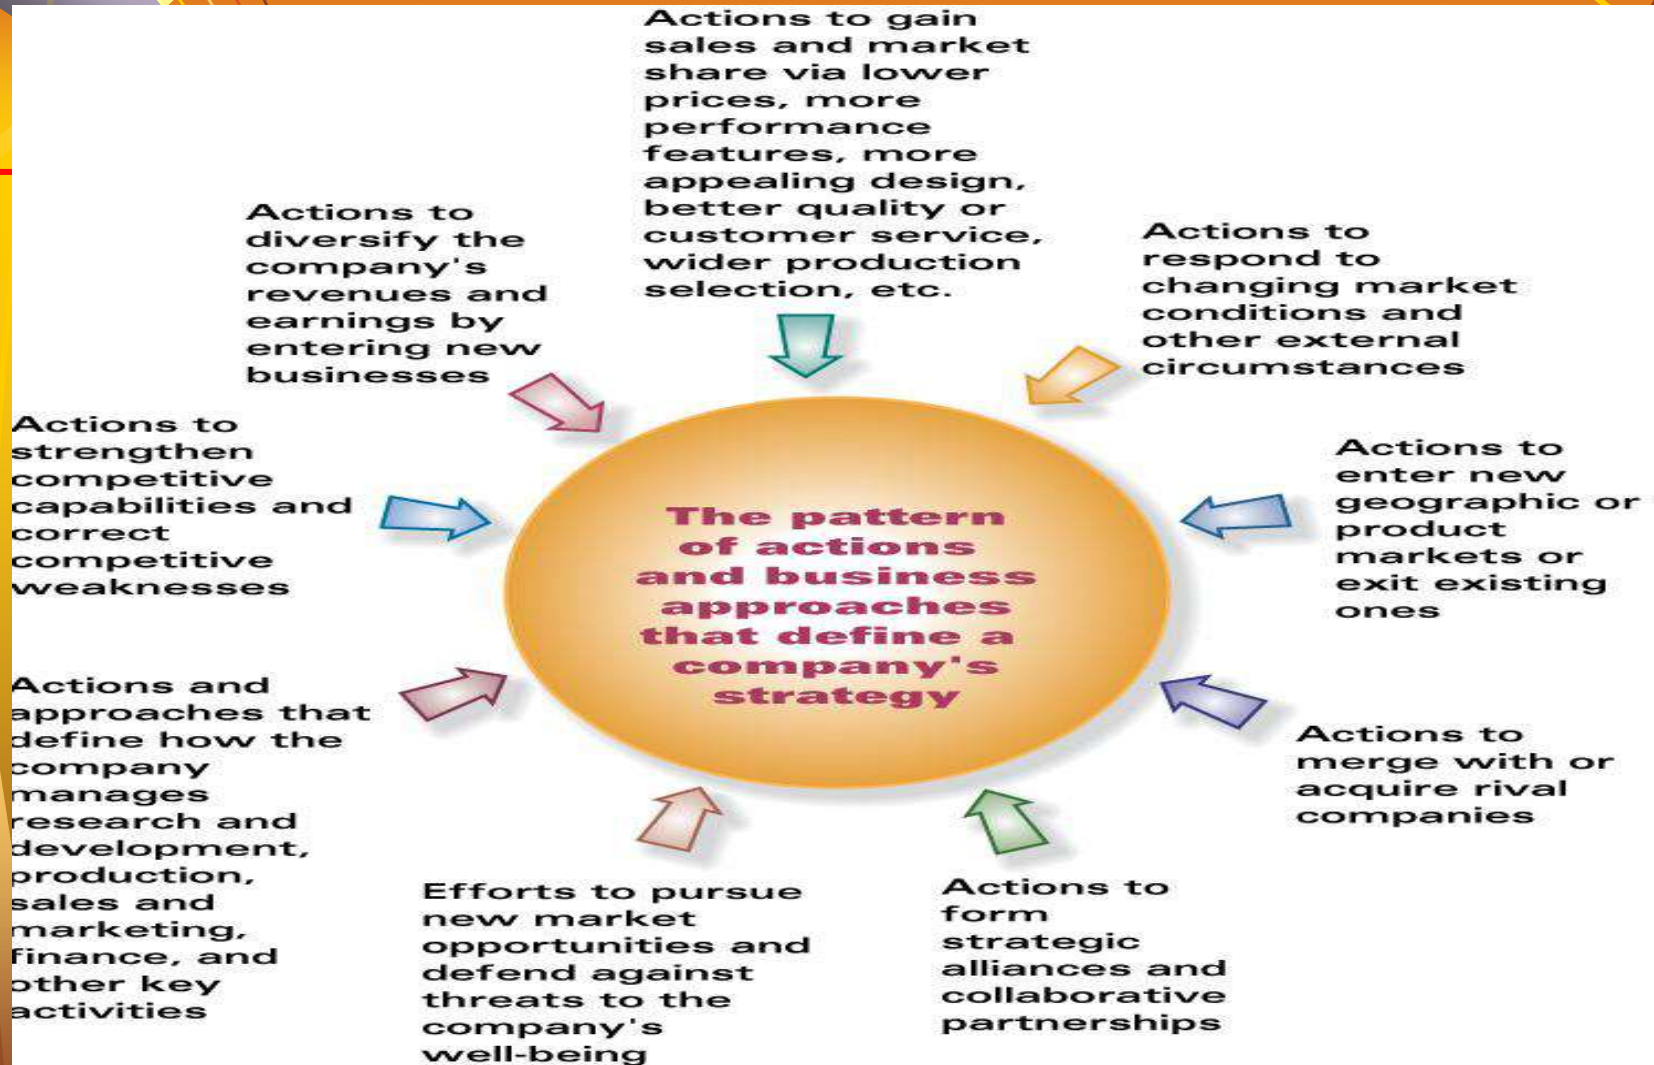 Actions to gain
sales and market
share via lower
prices, more
performance
features, more
appealing design,
better quality or
customer service,
wider production
selection, etc.
Actions to
diversify the
company's
revenues and
earnings by
entering new
businesses
Actions to
respond to
changing market
conditions and
other external
circumstances
Actions to
strengthen
competitive
capabilities and
correct
competitive
weaknesses
Actions to
enter new
geographic or
product
markets or
exit existing
ones
The pattern
of actions
and business
approaches
that define a
company's
strategy
Actions and
approaches that
define how the
company
manages
research and
development,
production,
sales and
marketing,
finance, and
other key
activities
Actions to
merge with or
acquire rival
companies
Efforts to pursue
new market
opportunities and
defend against
threats to the
company's
well-being
Actions to
form
strategic
alliances and
collaborative
partnerships